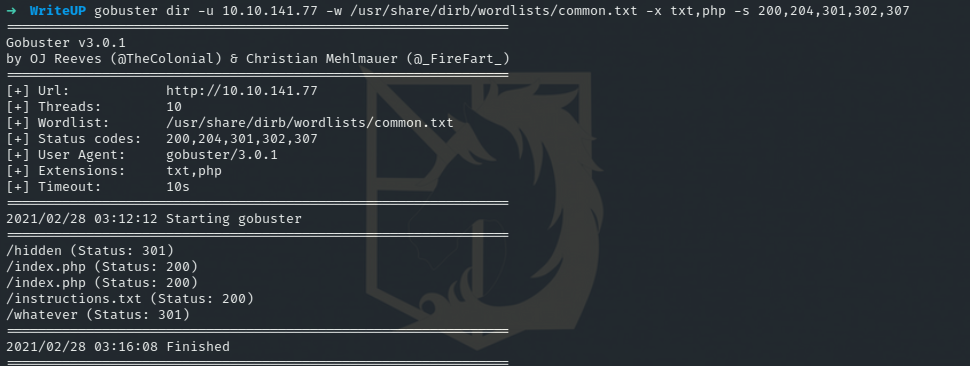 → WriteUP gobuster dir -u 10.10.141.77 -w /usr/share/dirb/wordlists/common.txt -x txt,php -s 200,204,301,302,307
===============================================================
Gobuster v3.0.1
by OJ Reeves (@TheColonial) & Christian Mehlmauer (@_FireFart_)
===============================================================
[+] Url:            http://10.10.141.77
[+] Threads:        10
[+] Wordlist:       /usr/share/dirb/wordlists/common.txt
[+] Status codes:   200,204,301,302,307
[+] User Agent:     gobuster/3.0.1
[+] Extensions:     txt,php
[+] Timeout:        10s
===============================================================
2021/02/28 03:12:12 Starting gobuster
===============================================================
/hidden (Status: 301)
/index.php (Status: 200)
/index.php (Status: 200)
/instructions.txt (Status: 200)
/whatever (Status: 301)
===============================================================
2021/02/28 03:16:08 Finished
===============================================================